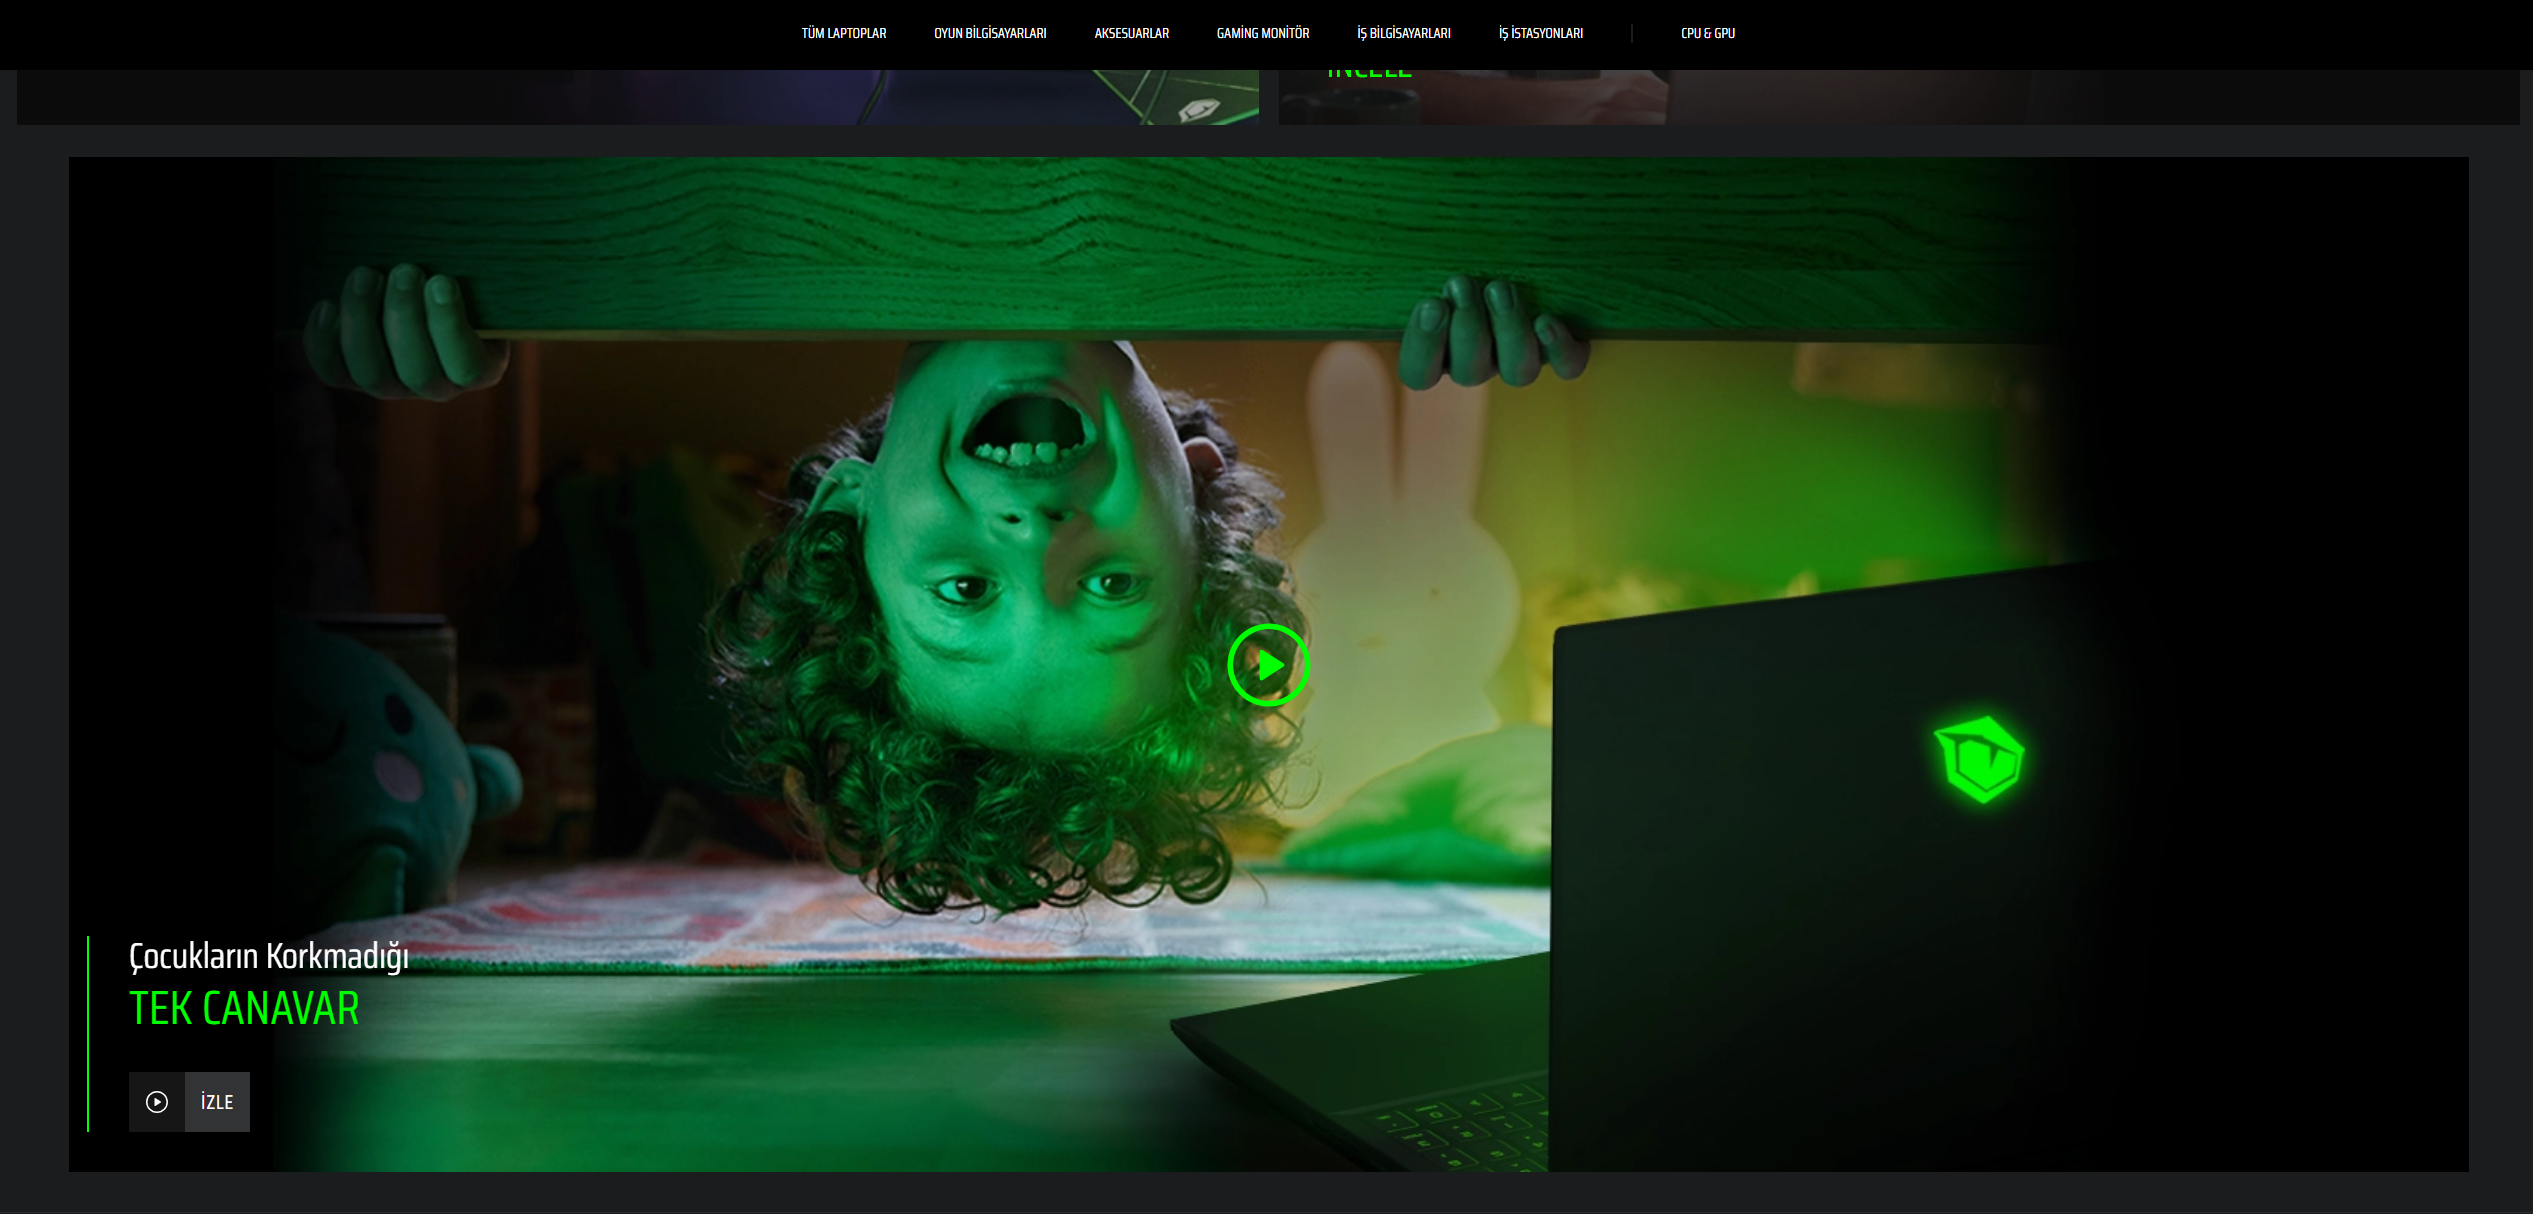 TÜM LAPTOPLAR
OYUN BİLGİSAYARLARI
AKSESUARLAR
GAMİNG MONİTÖR
İŞ BİLGİSAYARLARI
İŞ İSTASYONLARI
CPU & GPU
İNCELE
Çocukların Korkmadığı
TEK CANAVAR
İZLE